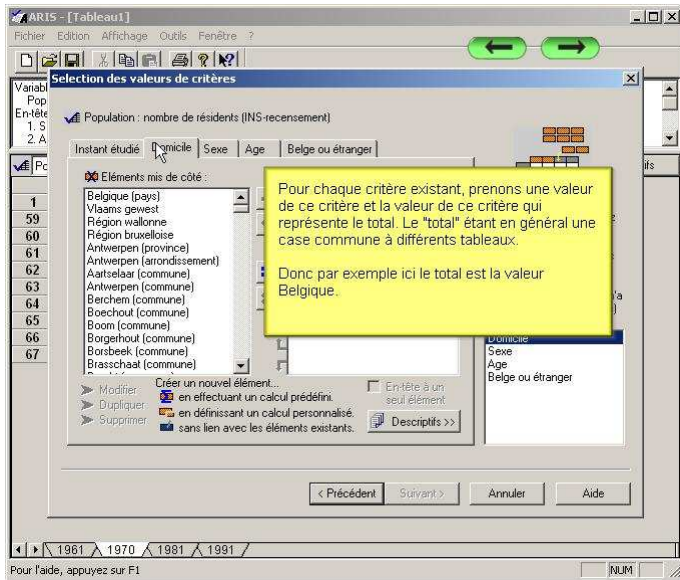 ARIS - [Tableau1]
Fichier Edition Affichage Outils Fenêtre ?
Selection des valeurs de critères
Variabl
Pop
En-tête
1. S
2. A
Population : nombre de résidents (INS-recensement)
Instant étudié Domicile Sexe Age Belge ou étranger
Po
ifs
Eléments mis de côté :
Belgique (pays)
Vlaams gewest
Région wallonne
Région bruxelloise
Antwerpen (province)
Antwerpen (arrondissement)
Aartselaar (commune)
Antwerpen (commune)
Berchem (commune)
Boechout (commune)
Boom (commune)
Borgerhout (commune)
Borsbeek (commune)
Brasschaat (commune)
1
59
60
61
62
63
64
65
66
67
Pour chaque critère existant, prenons une valeur
de ce critère et la valeur de ce critère qui
représente le total. Le "total" étant en général une
case commune à différents tableaux.
Donc par exemple ici le total est la valeur
Belgique.
Domicile
Sexe
Age
Belge ou étranger
Modifier
Dupliquer
Supprimer
Créer un nouvel élément...
en effectuant un calcul prédéfini.
en définissant un calcul personnalisé.
sans lien avec les éléments existants.
En-tête à un
seul élément
Descriptifs >>
< Précédent Suivant > Annuler Aide
1961 1970 1981 1991
Pour l'aide, appuyez sur F1 NUM